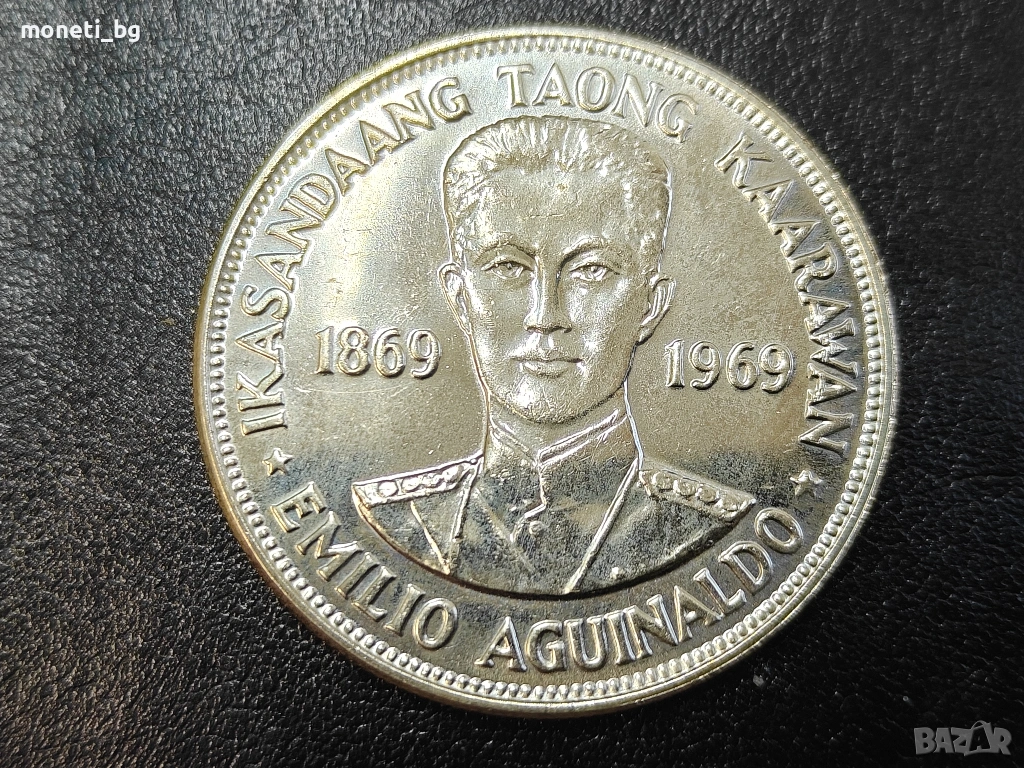 moneti_bg
IKASANDAANG TAONG KAARAWAN
1869
1969
EMILIO AGUINALDO
BAZAR